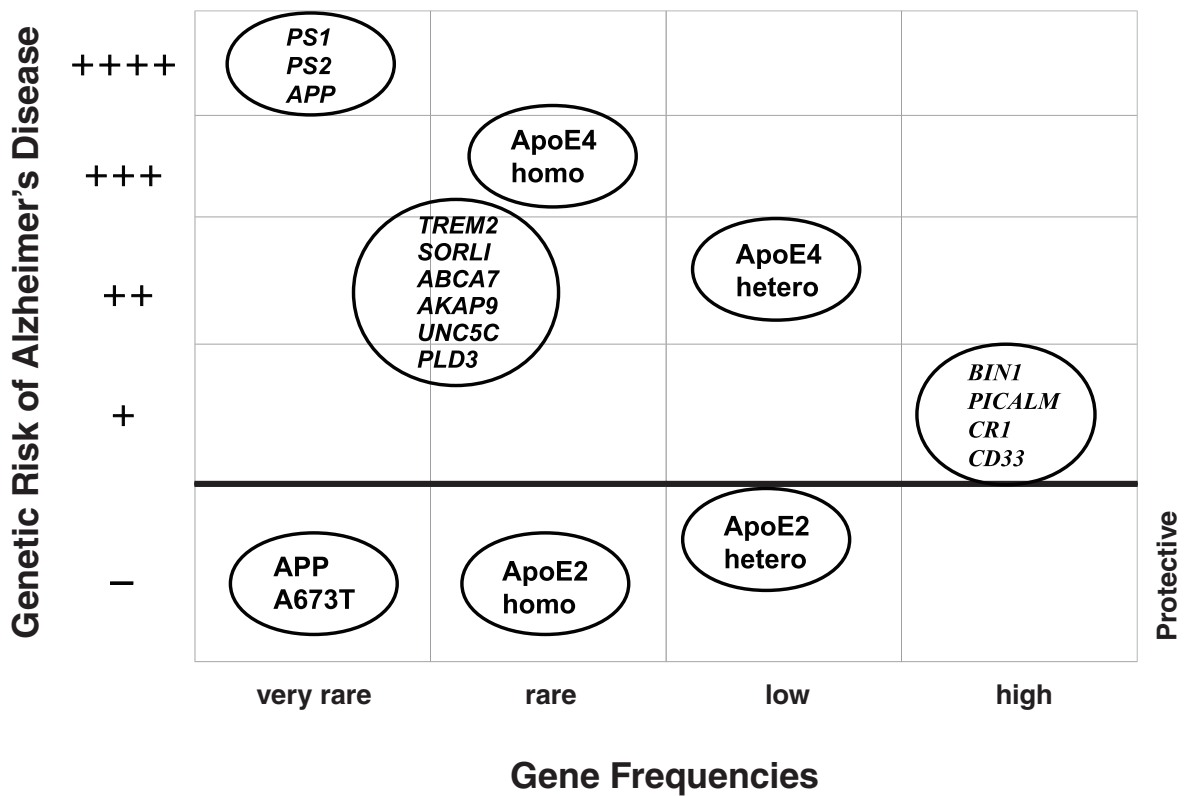 Genetic Risk of Alzheimer's Disease
++++
PS1
PS2
APP
+++
ApoE4
homo
++
TREM2
SORLI
ABCA7
AKAP9
UNC5C
PLD3
ApoE4
hetero
+
BIN1
PICALM
CR1
CD33
−
APP
A673T
ApoE2
homo
ApoE2
hetero
Protective
very rare
rare
low
high
Gene Frequencies